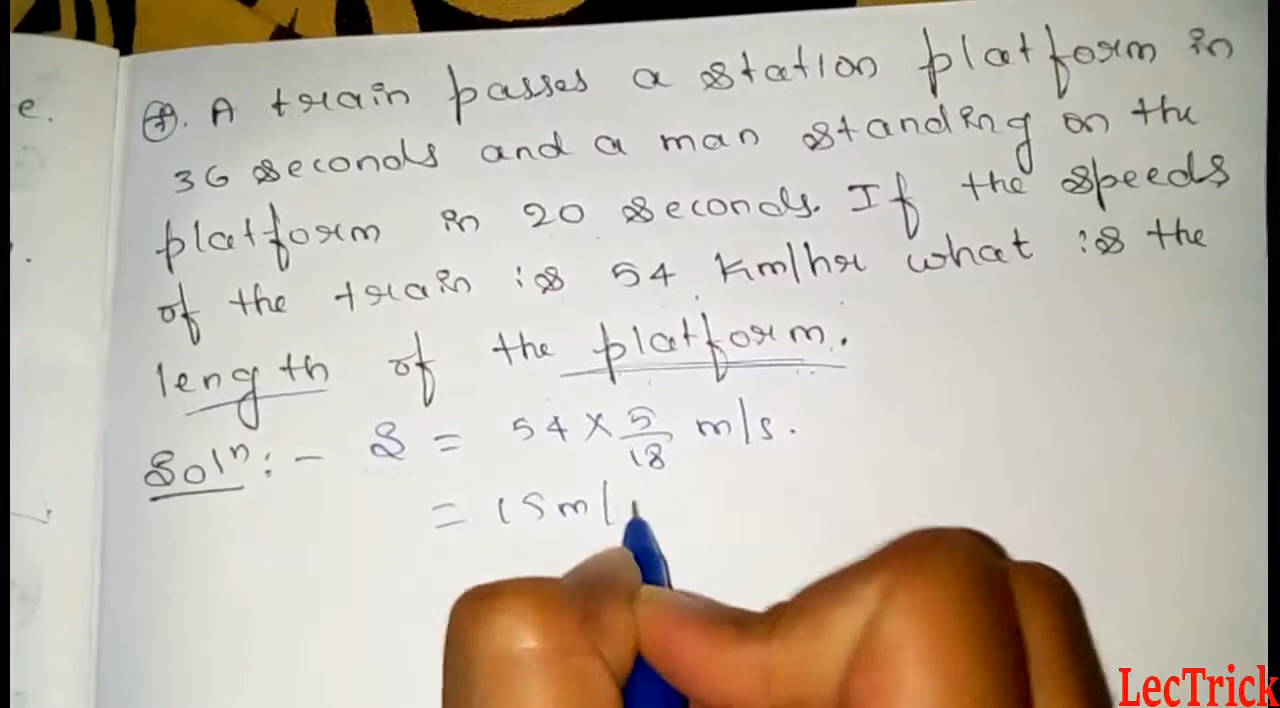 e.
⑦. A train passes a station platform in
36 seconds and a man standing on the
platform in 20 seconds. If the speeds
of the train is 54 km/hr what is the
length of the platform.
Solⁿ:- S = 54 × 5/18 m/s.
= 15 m/
LecTrick